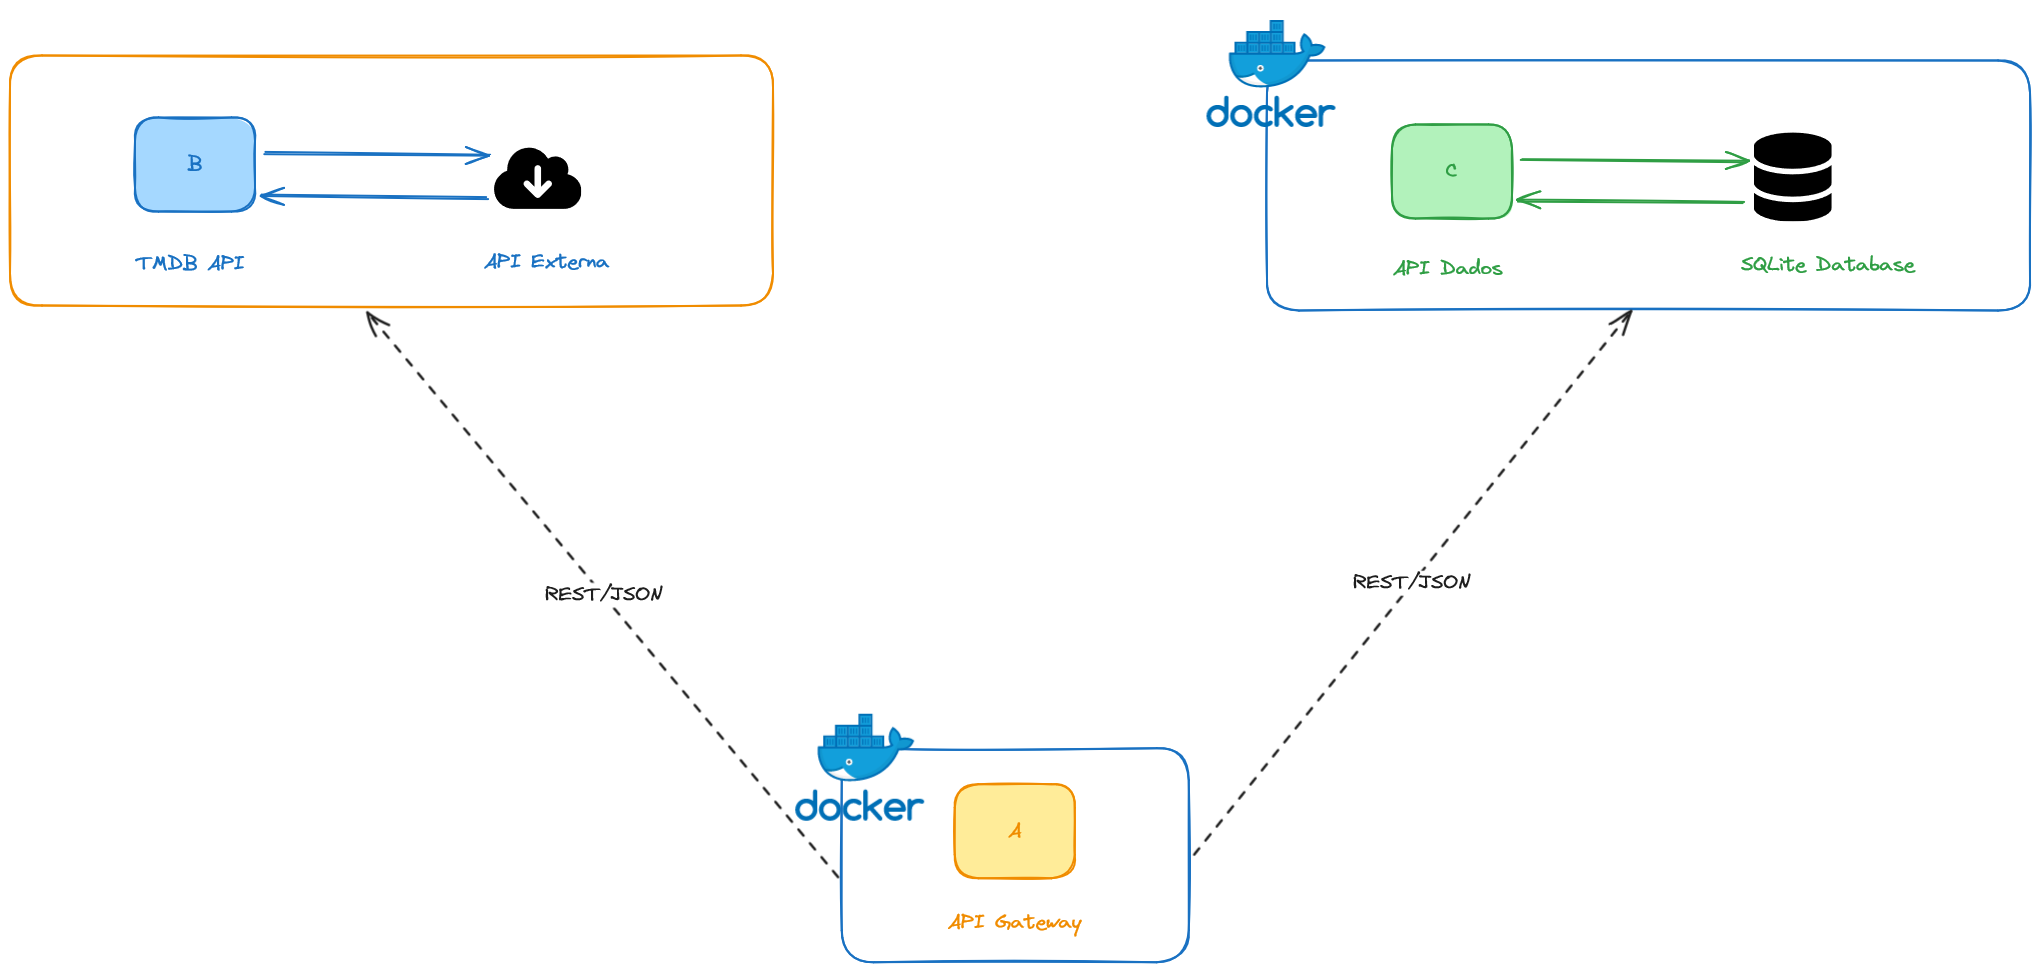 docker
B
C
TMDB API
API Externa
API Dados
SQLite Database
REST/JSON
REST/JSON
docker
A
API Gateway